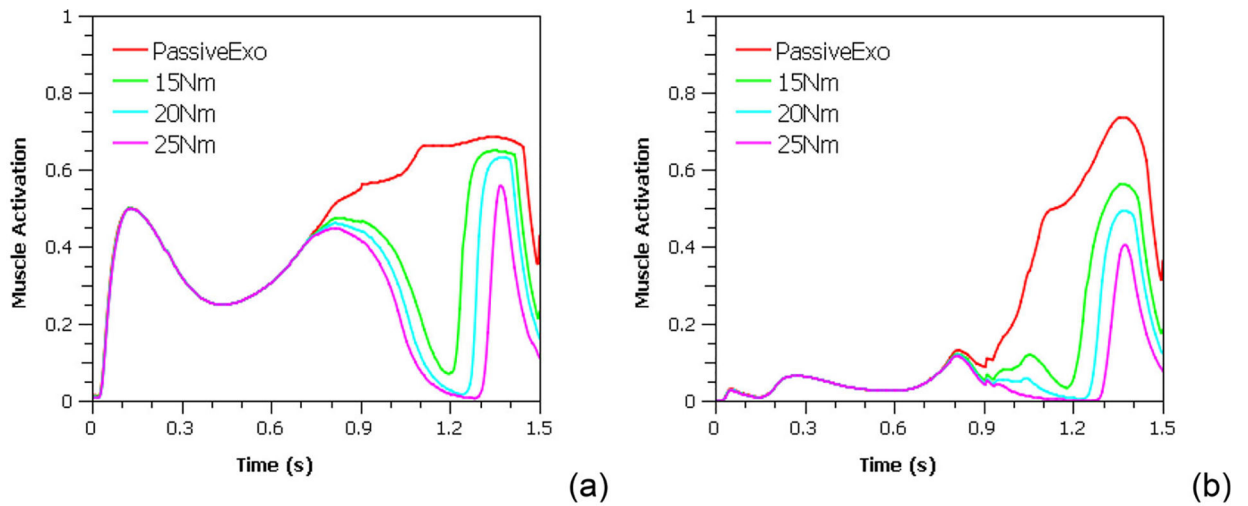 1
0.8
0.6
0.4
0.2
0
Muscle Activation
PassiveExo
15Nm
20Nm
25Nm
0 0.3 0.6 0.9 1.2 1.5
Time (s)
(a)
1
0.8
0.6
0.4
0.2
0
Muscle Activation
PassiveExo
15Nm
20Nm
25Nm
0 0.3 0.6 0.9 1.2 1.5
Time (s)
(b)